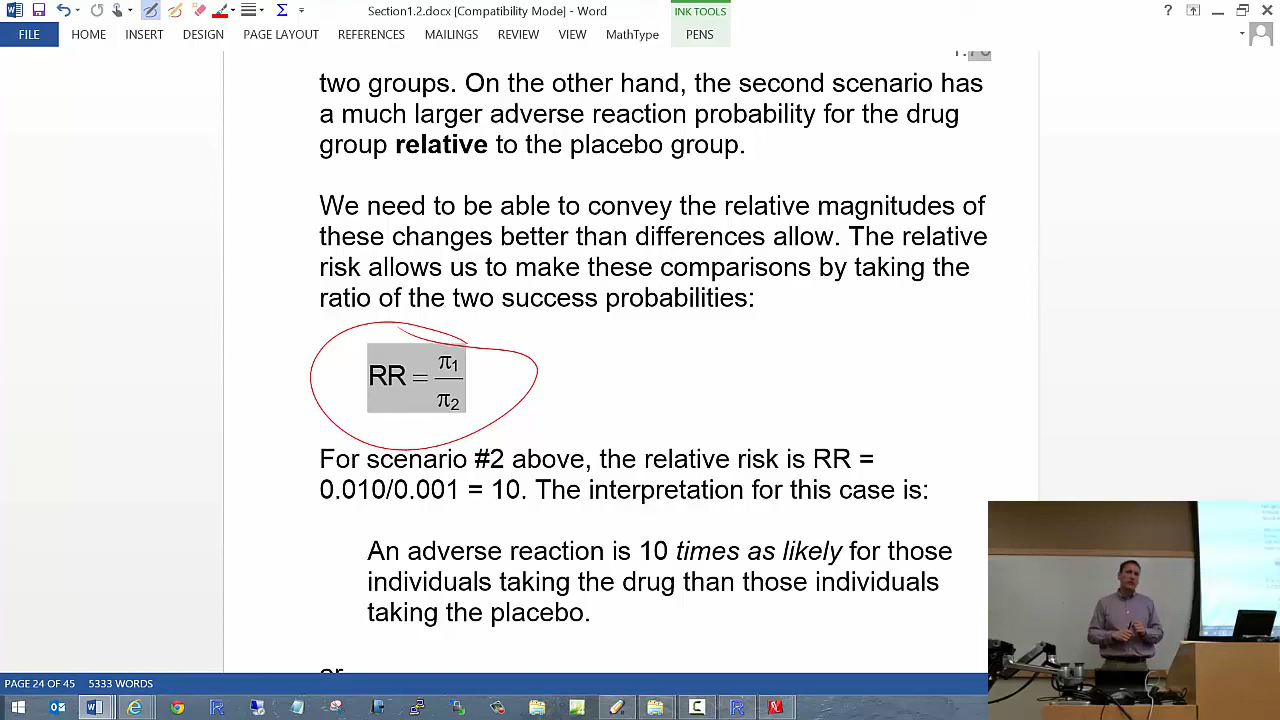 Section1.2.docx [Compatibility Mode] - Word
INK TOOLS
FILE HOME INSERT DESIGN PAGE LAYOUT REFERENCES MAILINGS REVIEW VIEW MathType PENS
two groups. On the other hand, the second scenario has
a much larger adverse reaction probability for the drug
group relative to the placebo group.
We need to be able to convey the relative magnitudes of
these changes better than differences allow. The relative
risk allows us to make these comparisons by taking the
ratio of the two success probabilities:
RR = π1/π2
For scenario #2 above, the relative risk is RR =
0.010/0.001 = 10. The interpretation for this case is:
An adverse reaction is 10 times as likely for those
individuals taking the drug than those individuals
taking the placebo.
or
PAGE 24 OF 45 5333 WORDS